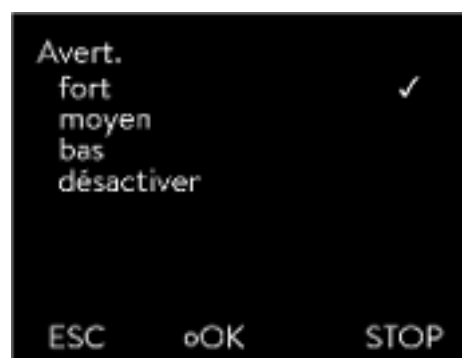 Avert.
fort ✓
moyen
bas
désactiver
ESC oOK STOP